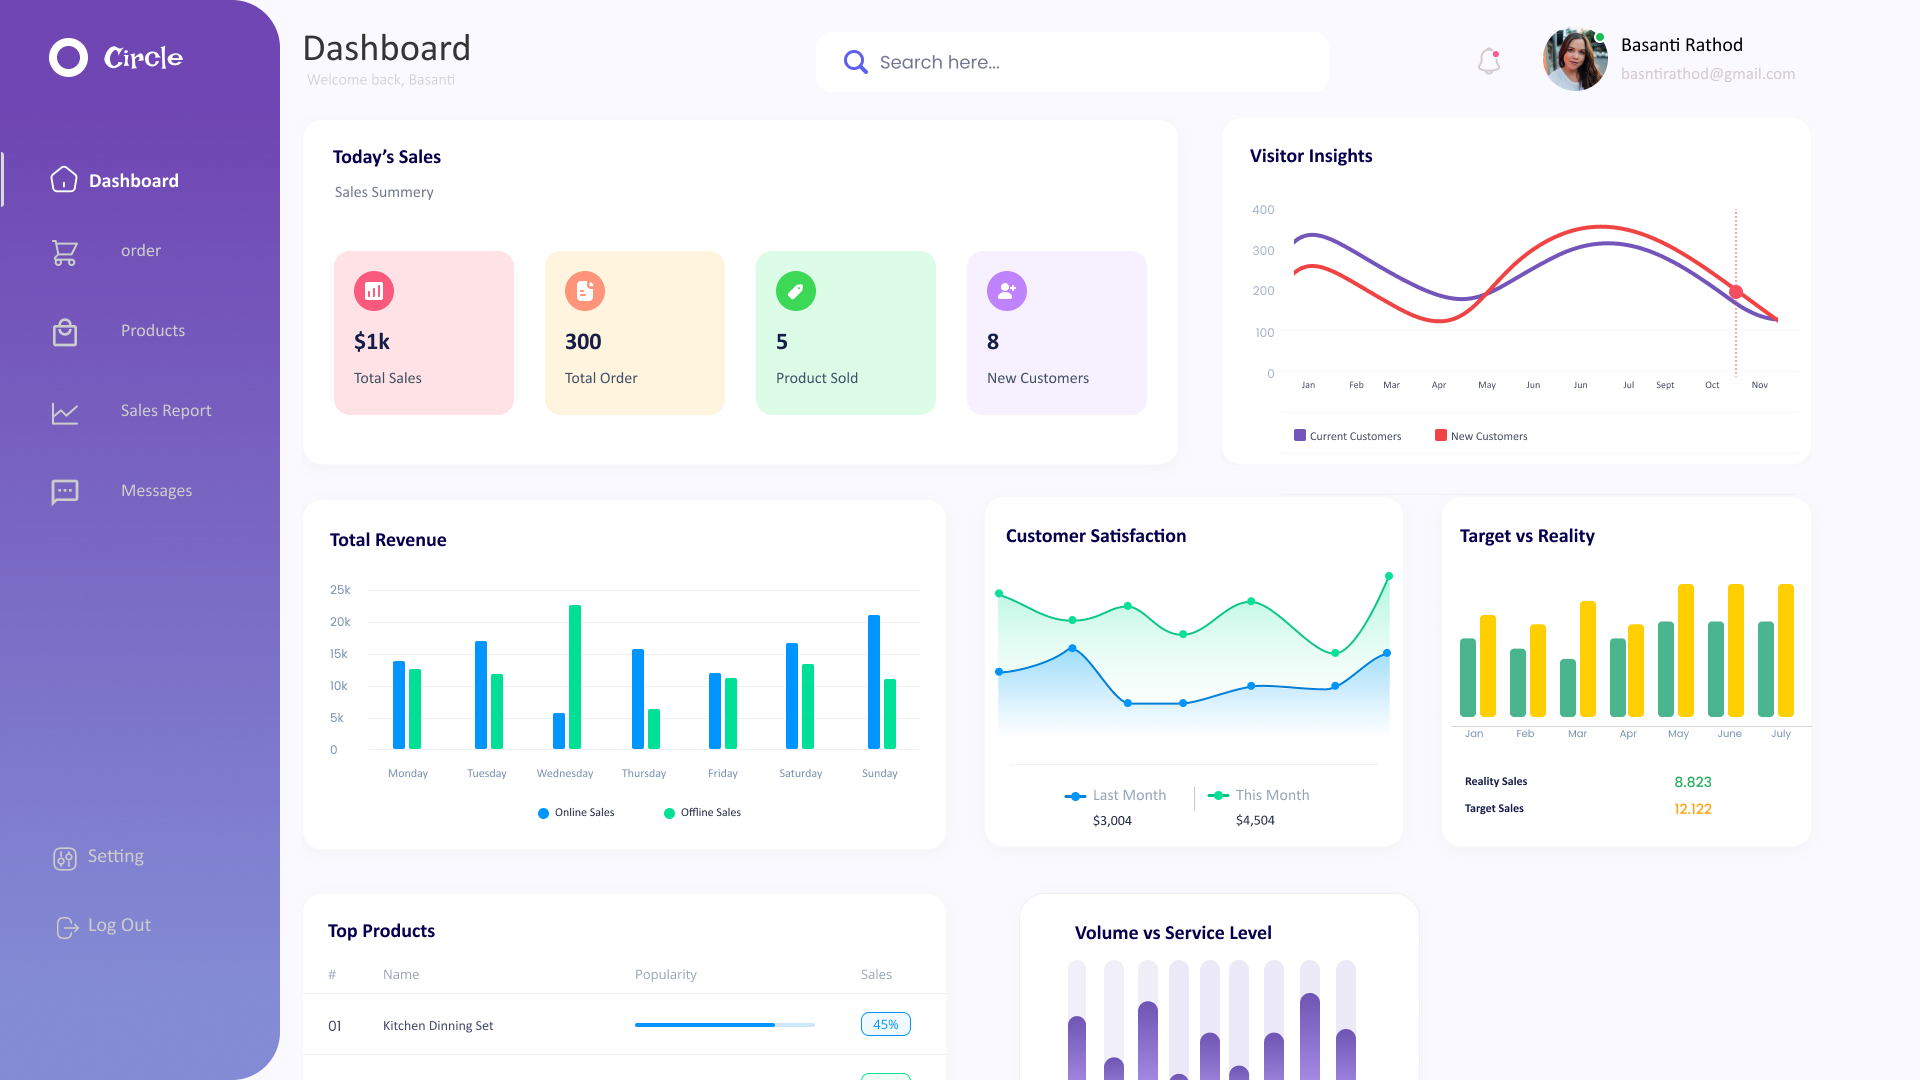 Circle
Dashboard
order
Products
Sales Report
Messages
Setting
Log Out
Dashboard
Welcome back, Basanti
Search here...
Basanti Rathod
basntirathod@gmail.com
Today's Sales
Sales Summery
$1k
Total Sales
300
Total Order
5
Product Sold
8
New Customers
Visitor Insights
400
300
200
100
0
Jan Feb Mar Apr May Jun Jun Jul Sept Oct Nov
Current Customers New Customers
Total Revenue
25k
20k
15k
10k
5k
0
Monday Tuesday Wednesday Thursday Friday Saturday Sunday
Online Sales Offline Sales
Customer Satisfaction
Last Month This Month
$3,004 $4,504
Target vs Reality
Jan Feb Mar Apr May June July
Reality Sales 8.823
Target Sales 12.122
Top Products
# Name Popularity Sales
01 Kitchen Dinning Set 45%
Volume vs Service Level